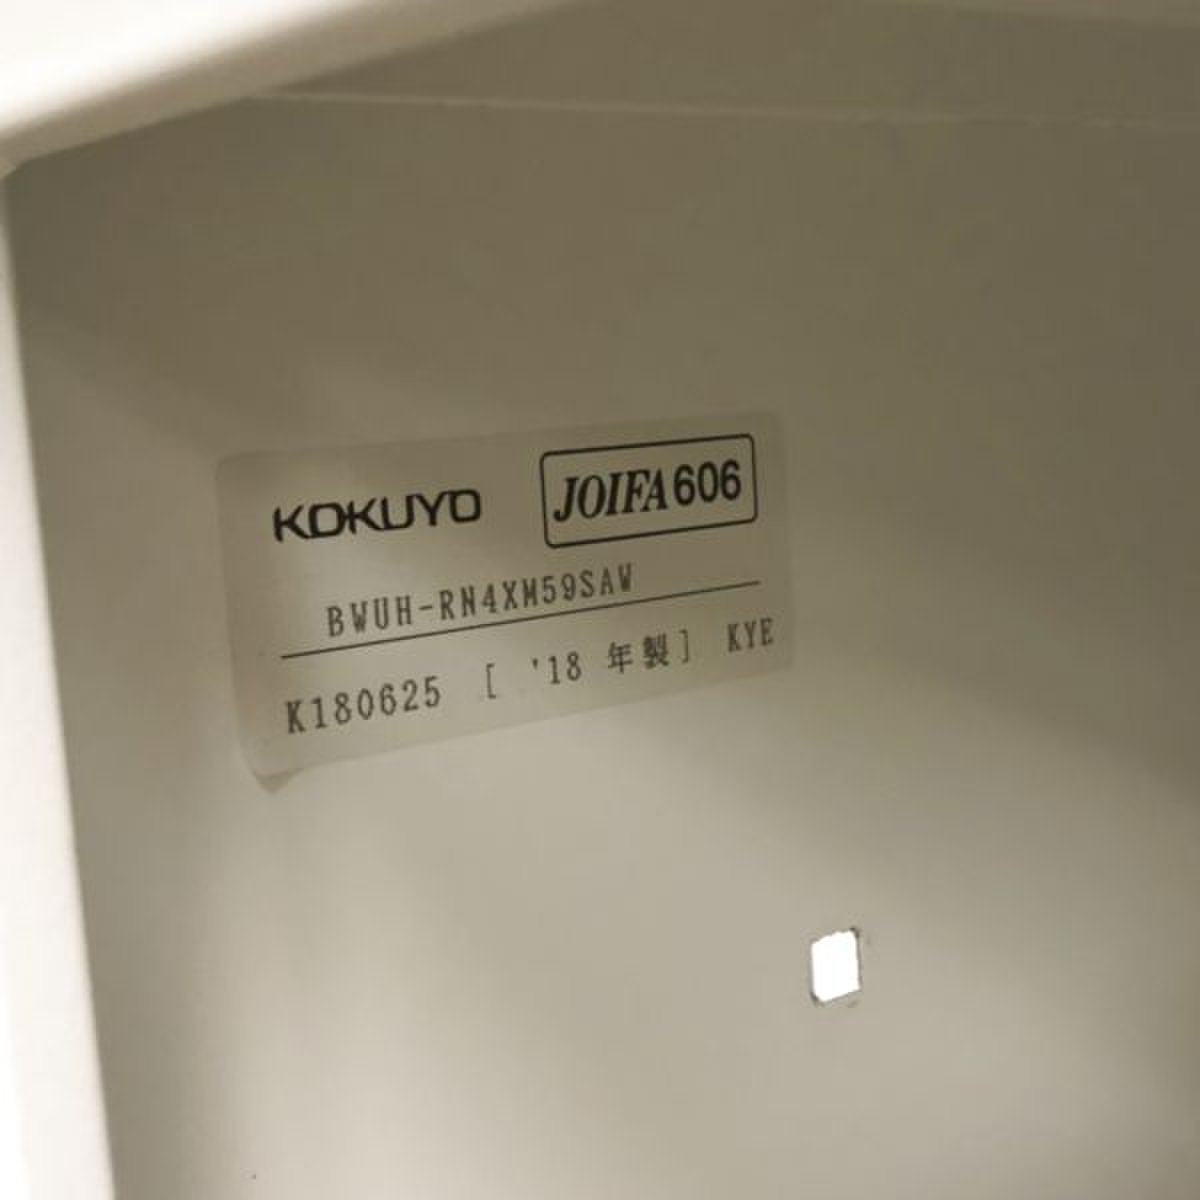 KOKUYO JOIFA606
BWUH-RN4XM59SAW
K180625 [ '18 年製] KYE